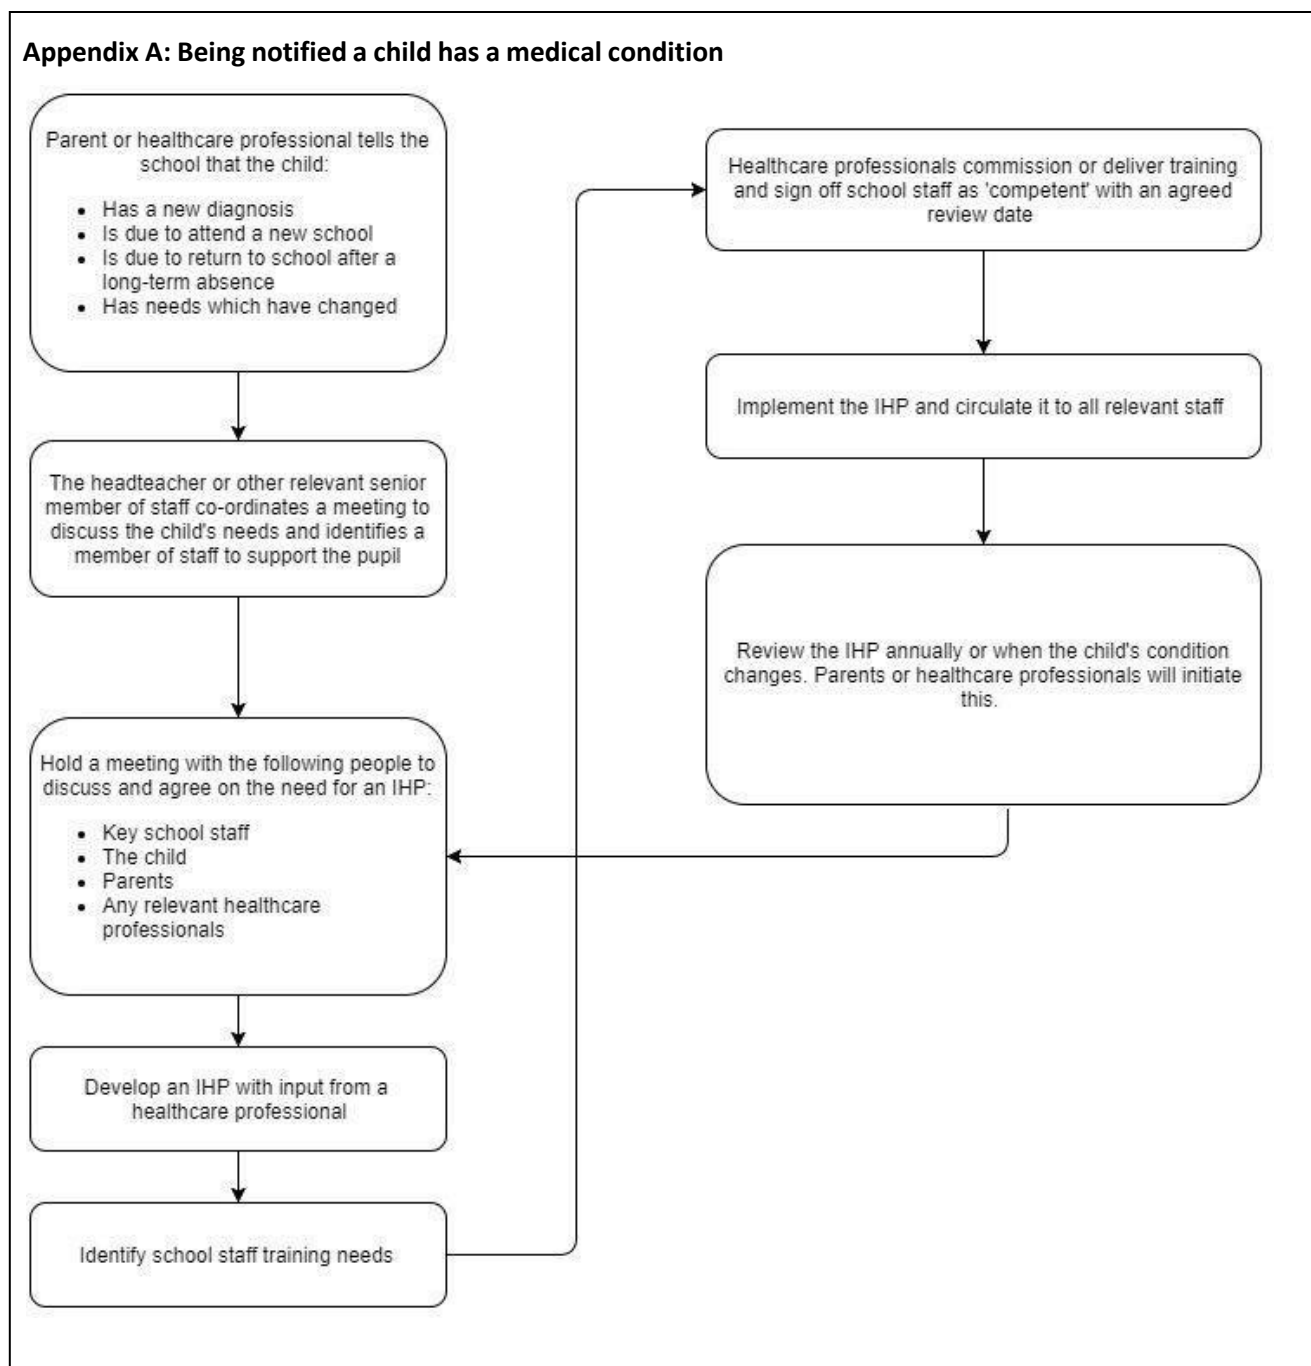 Appendix A: Being notified a child has a medical condition
Parent or healthcare professional tells the
school that the child:
• Has a new diagnosis
• Is due to attend a new school
• Is due to return to school after a
long-term absence
• Has needs which have changed
The headteacher or other relevant senior
member of staff co-ordinates a meeting to
discuss the child's needs and identifies a
member of staff to support the pupil
Hold a meeting with the following people to
discuss and agree on the need for an IHP:
• Key school staff
• The child
• Parents
• Any relevant healthcare
professionals
Develop an IHP with input from a
healthcare professional
Identify school staff training needs
Healthcare professionals commission or deliver training
and sign off school staff as 'competent' with an agreed
review date
Implement the IHP and circulate it to all relevant staff
Review the IHP annually or when the child's condition
changes. Parents or healthcare professionals will initiate
this.